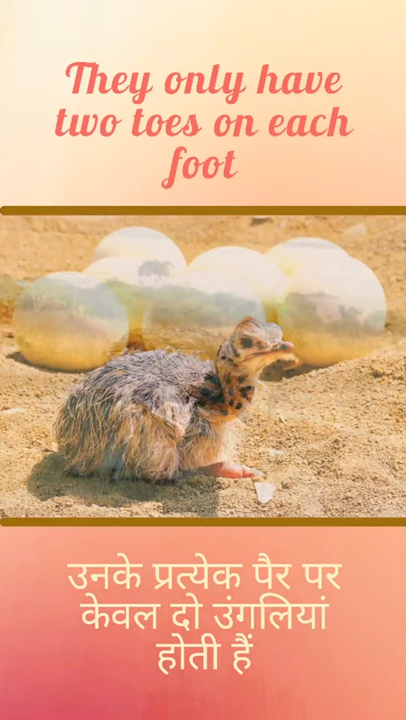 They only have
two toes on each
foot
उनके प्रत्येक पैर पर
केवल दो उंगलियां
होती हैं